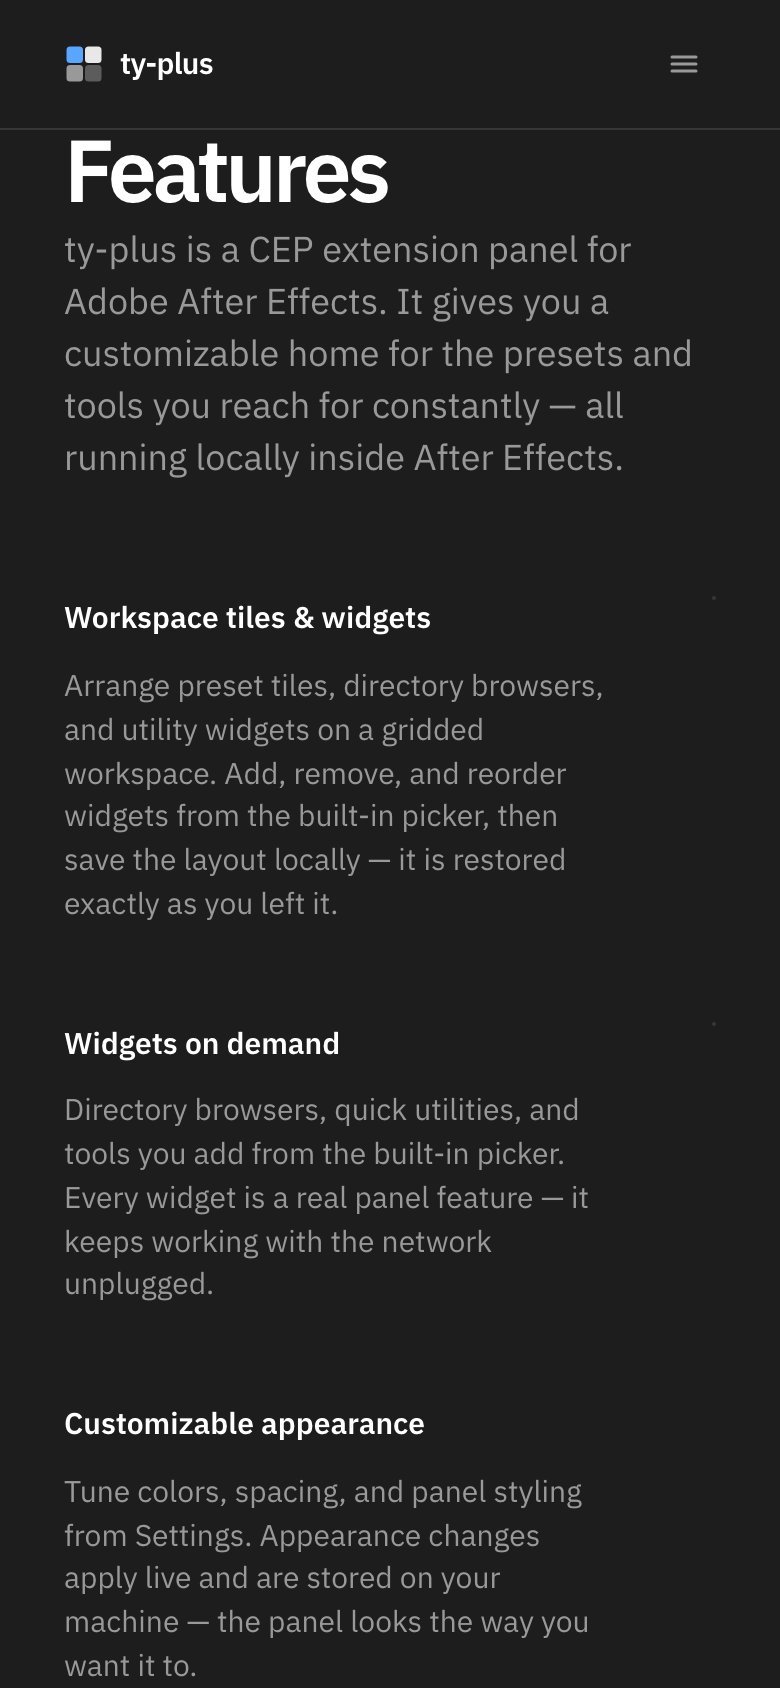 ty-plus
Features
ty-plus is a CEP extension panel for
Adobe After Effects. It gives you a
customizable home for the presets and
tools you reach for constantly — all
running locally inside After Effects.
Workspace tiles & widgets
Arrange preset tiles, directory browsers,
and utility widgets on a gridded
workspace. Add, remove, and reorder
widgets from the built-in picker, then
save the layout locally — it is restored
exactly as you left it.
Widgets on demand
Directory browsers, quick utilities, and
tools you add from the built-in picker.
Every widget is a real panel feature — it
keeps working with the network
unplugged.
Customizable appearance
Tune colors, spacing, and panel styling
from Settings. Appearance changes
apply live and are stored on your
machine — the panel looks the way you
want it to.